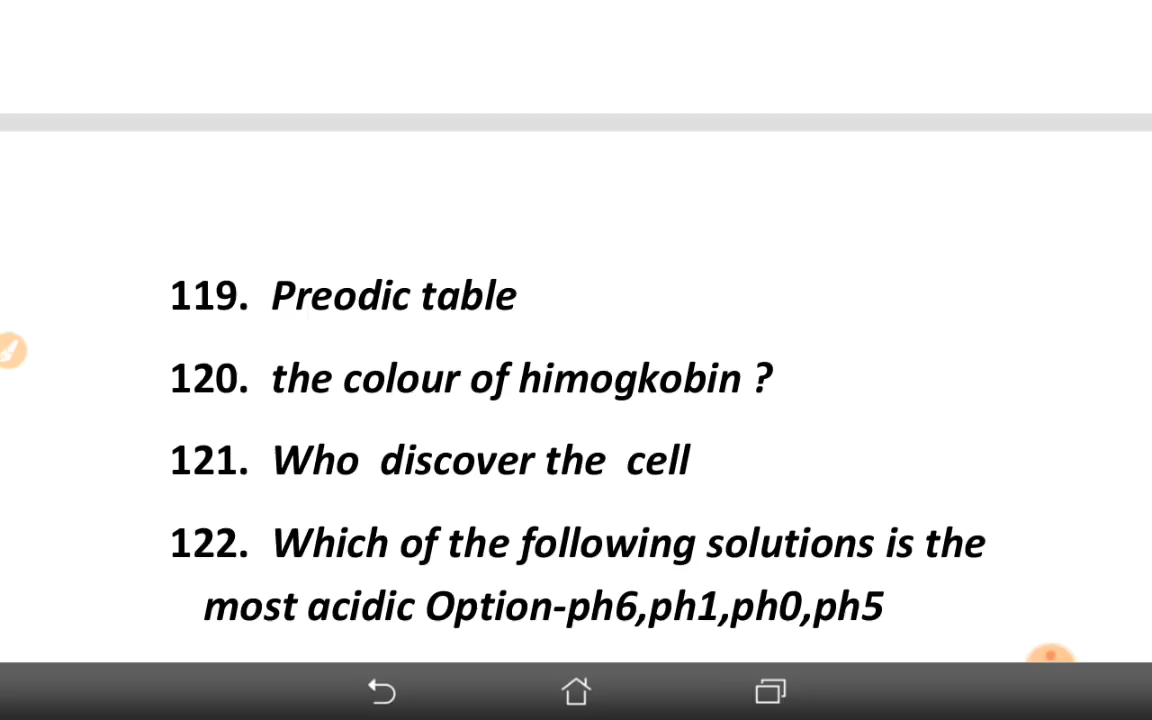 119. Preodic table
120. the colour of himogkobin ?
121. Who discover the cell
122. Which of the following solutions is the
most acidic Option-ph6,ph1,ph0,ph5